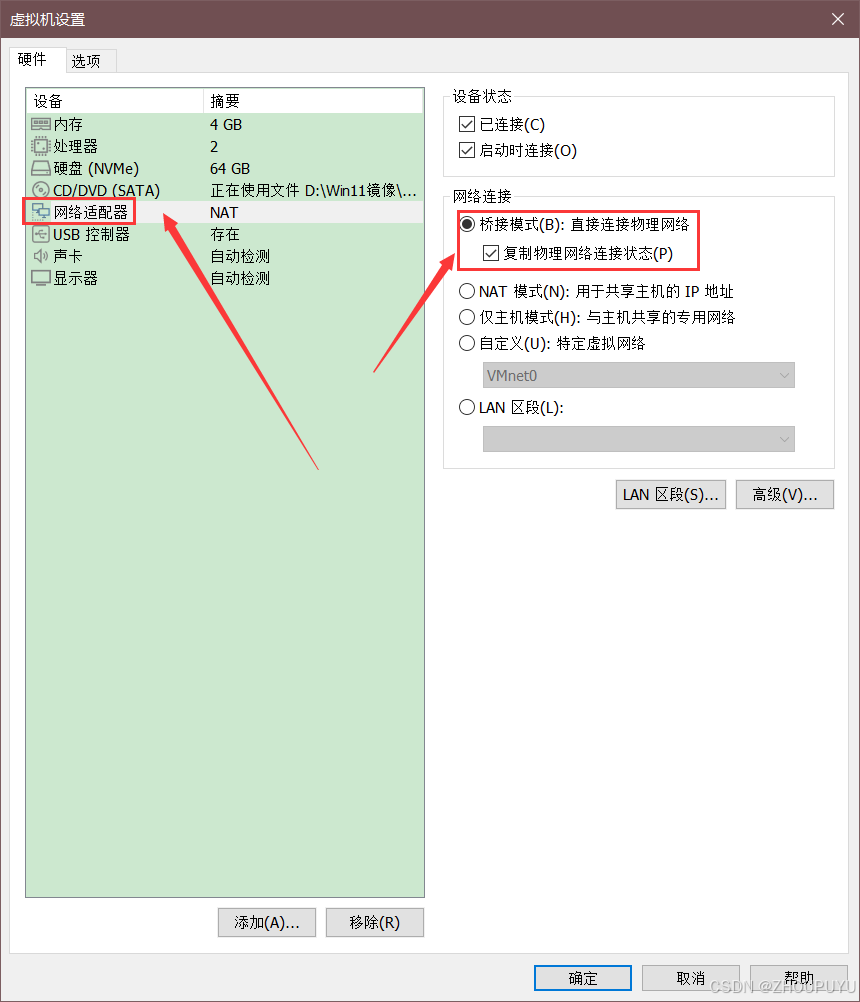 虚拟机设置
硬件 选项
设备 摘要
内存 4 GB
处理器 2
硬盘 (NVMe) 64 GB
CD/DVD (SATA) 正在使用文件 D:\Win11镜像\...
网络适配器 NAT
USB 控制器 存在
声卡 自动检测
显示器 自动检测
添加(A)... 移除(R)
设备状态
已连接(C)
启动时连接(O)
网络连接
桥接模式(B): 直接连接物理网络
复制物理网络连接状态(P)
NAT 模式(N): 用于共享主机的 IP 地址
仅主机模式(H): 与主机共享的专用网络
自定义(U): 特定虚拟网络
VMnet0
LAN 区段(L):
LAN 区段(S)... 高级(V)...
确定 取消 帮助
CSDN @ZHOUPUYU